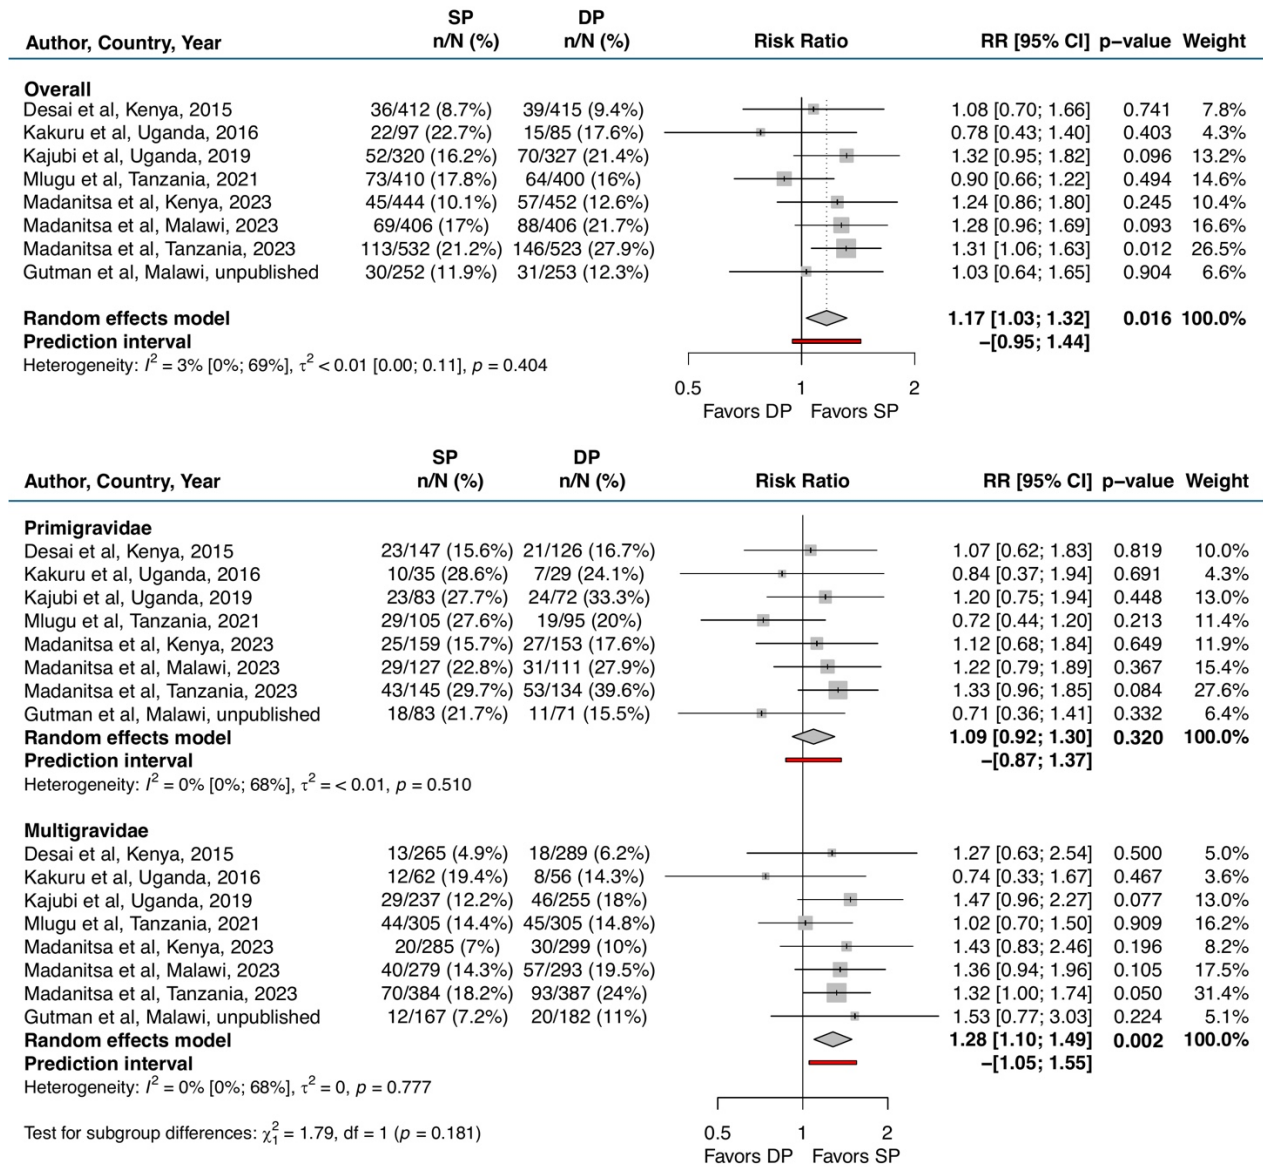 SP DP
Author, Country, Year n/N (%) n/N (%) Risk Ratio RR [95% CI] p−value Weight
Overall
Desai et al, Kenya, 2015 36/412 (8.7%) 39/415 (9.4%) 1.08 [0.70; 1.66] 0.741 7.8%
Kakuru et al, Uganda, 2016 22/97 (22.7%) 15/85 (17.6%) 0.78 [0.43; 1.40] 0.403 4.3%
Kajubi et al, Uganda, 2019 52/320 (16.2%) 70/327 (21.4%) 1.32 [0.95; 1.82] 0.096 13.2%
Mlugu et al, Tanzania, 2021 73/410 (17.8%) 64/400 (16%) 0.90 [0.66; 1.22] 0.494 14.6%
Madanitsa et al, Kenya, 2023 45/444 (10.1%) 57/452 (12.6%) 1.24 [0.86; 1.80] 0.245 10.4%
Madanitsa et al, Malawi, 2023 69/406 (17%) 88/406 (21.7%) 1.28 [0.96; 1.69] 0.093 16.6%
Madanitsa et al, Tanzania, 2023 113/532 (21.2%) 146/523 (27.9%) 1.31 [1.06; 1.63] 0.012 26.5%
Gutman et al, Malawi, unpublished 30/252 (11.9%) 31/253 (12.3%) 1.03 [0.64; 1.65] 0.904 6.6%
Random effects model 1.17 [1.03; 1.32] 0.016 100.0%
Prediction interval −[0.95; 1.44]
Heterogeneity: I² = 3% [0%; 69%], τ² < 0.01 [0.00; 0.11], p = 0.404
0.5 1 2
Favors DP Favors SP
SP DP
Author, Country, Year n/N (%) n/N (%) Risk Ratio RR [95% CI] p−value Weight
Primigravidae
Desai et al, Kenya, 2015 23/147 (15.6%) 21/126 (16.7%) 1.07 [0.62; 1.83] 0.819 10.0%
Kakuru et al, Uganda, 2016 10/35 (28.6%) 7/29 (24.1%) 0.84 [0.37; 1.94] 0.691 4.3%
Kajubi et al, Uganda, 2019 23/83 (27.7%) 24/72 (33.3%) 1.20 [0.75; 1.94] 0.448 13.0%
Mlugu et al, Tanzania, 2021 29/105 (27.6%) 19/95 (20%) 0.72 [0.44; 1.20] 0.213 11.4%
Madanitsa et al, Kenya, 2023 25/159 (15.7%) 27/153 (17.6%) 1.12 [0.68; 1.84] 0.649 11.9%
Madanitsa et al, Malawi, 2023 29/127 (22.8%) 31/111 (27.9%) 1.22 [0.79; 1.89] 0.367 15.4%
Madanitsa et al, Tanzania, 2023 43/145 (29.7%) 53/134 (39.6%) 1.33 [0.96; 1.85] 0.084 27.6%
Gutman et al, Malawi, unpublished 18/83 (21.7%) 11/71 (15.5%) 0.71 [0.36; 1.41] 0.332 6.4%
Random effects model 1.09 [0.92; 1.30] 0.320 100.0%
Prediction interval −[0.87; 1.37]
Heterogeneity: I² = 0% [0%; 68%], τ² = < 0.01, p = 0.510
Multigravidae
Desai et al, Kenya, 2015 13/265 (4.9%) 18/289 (6.2%) 1.27 [0.63; 2.54] 0.500 5.0%
Kakuru et al, Uganda, 2016 12/62 (19.4%) 8/56 (14.3%) 0.74 [0.33; 1.67] 0.467 3.6%
Kajubi et al, Uganda, 2019 29/237 (12.2%) 46/255 (18%) 1.47 [0.96; 2.27] 0.077 13.0%
Mlugu et al, Tanzania, 2021 44/305 (14.4%) 45/305 (14.8%) 1.02 [0.70; 1.50] 0.909 16.2%
Madanitsa et al, Kenya, 2023 20/285 (7%) 30/299 (10%) 1.43 [0.83; 2.46] 0.196 8.2%
Madanitsa et al, Malawi, 2023 40/279 (14.3%) 57/293 (19.5%) 1.36 [0.94; 1.96] 0.105 17.5%
Madanitsa et al, Tanzania, 2023 70/384 (18.2%) 93/387 (24%) 1.32 [1.00; 1.74] 0.050 31.4%
Gutman et al, Malawi, unpublished 12/167 (7.2%) 20/182 (11%) 1.53 [0.77; 3.03] 0.224 5.1%
Random effects model 1.28 [1.10; 1.49] 0.002 100.0%
Prediction interval −[1.05; 1.55]
Heterogeneity: I² = 0% [0%; 68%], τ² = 0, p = 0.777
Test for subgroup differences: χ²₁ = 1.79, df = 1 (p = 0.181)
0.5 1 2
Favors DP Favors SP